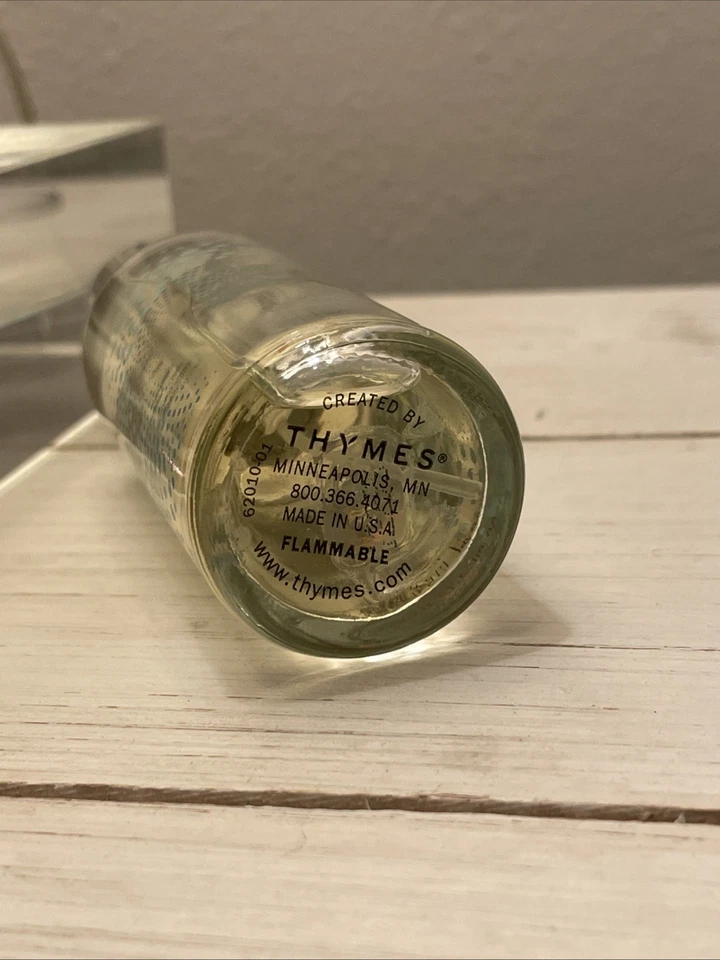 CREATED BY
THYMES®
MINNEAPOLIS, MN
800.366.4071
MADE IN U.S.A
FLAMMABLE
www.thymes.com
62010-01